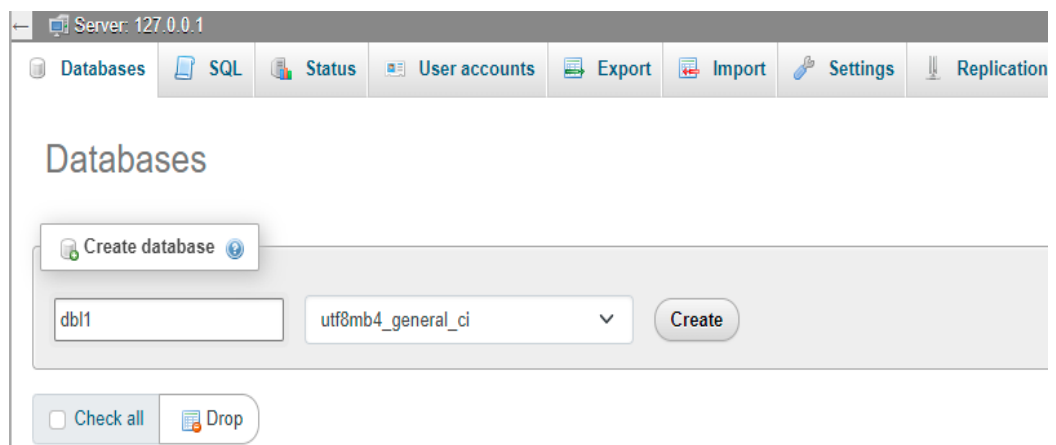 ← Server: 127.0.0.1
Databases SQL Status User accounts Export Import Settings Replication
Databases
Create database
dbl1 utf8mb4_general_ci Create
Check all Drop